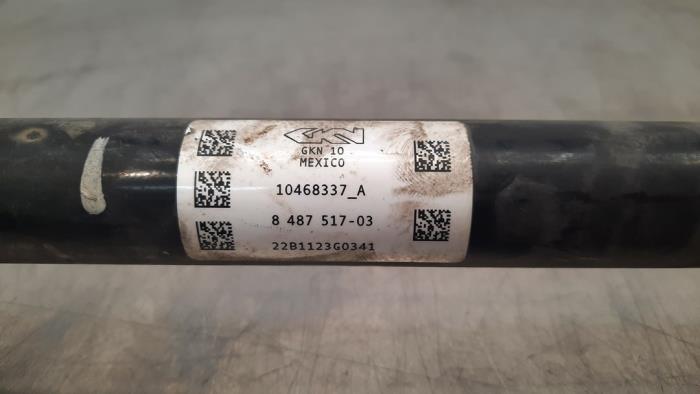 GKN
GKN 10
MEXICO
10468337_A
8 487 517-03
22B1123G0341